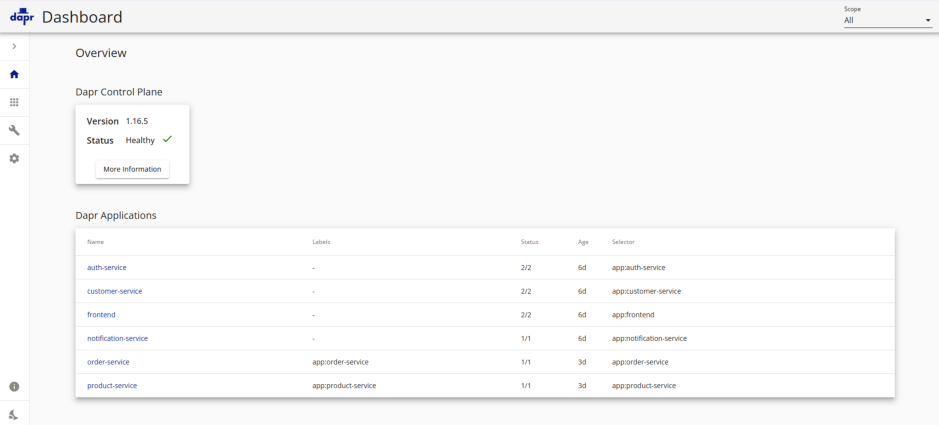 dapr Dashboard
Scope
All
Overview
Dapr Control Plane
Version 1.16.5
Status Healthy
More Information
Dapr Applications
Name Labels Status Age Selector
auth-service - 2/2 6d app:auth-service
customer-service - 2/2 6d app:customer-service
frontend - 2/2 6d app:frontend
notification-service - 1/1 6d app:notification-service
order-service app:order-service 1/1 3d app:order-service
product-service app:product-service 1/1 3d app:product-service